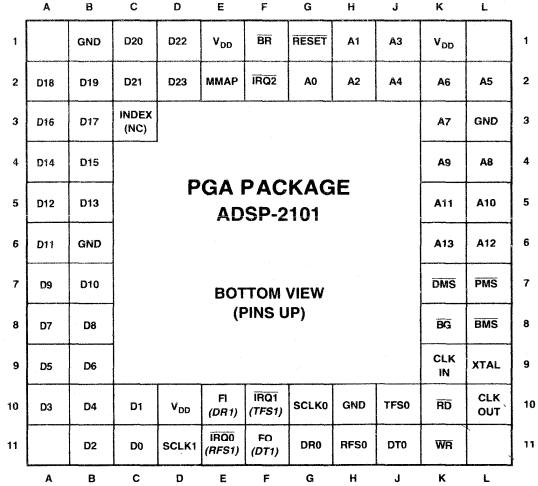 A B C D E F G H J K L
1 GND D20 D22 VDD BR RESET A1 A3 VDD 1
2 D18 D19 D21 D23 MMAP IRQ2 A0 A2 A4 A6 A5 2
3 D16 D17 INDEX (NC) A7 GND 3
4 D14 D15 A9 A8 4
PGA PACKAGE
ADSP-2101
5 D12 D13 A11 A10 5
6 D11 GND A13 A12 6
7 D9 D10 DMS PMS 7
BOTTOM VIEW
(PINS UP)
8 D7 D8 BG BMS 8
9 D5 D6 CLK IN XTAL 9
10 D3 D4 D1 VDD FI (DR1) IRQ1 (TFS1) SCLK0 GND TFS0 RD CLK OUT 10
11 D2 D0 SCLK1 IRQ0 (RFS1) FO (DT1) DR0 RFS0 DT0 WR 11
A B C D E F G H J K L